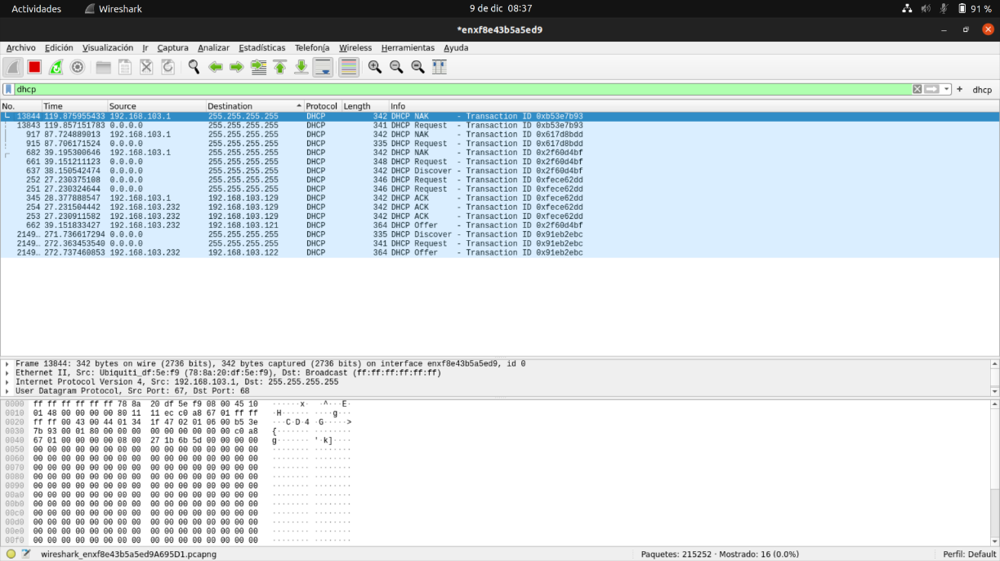 Actividades Wireshark 9 de dic 08:37 91 %
*enxf8e43b5a5ed9
Archivo Edición Visualización Ir Captura Analizar Estadísticas Telefonía Wireless Herramientas Ayuda
dhcp + dhcp
No. Time Source Destination Protocol Length Info
13844 119.875955433 192.168.103.1 255.255.255.255 DHCP 342 DHCP NAK - Transaction ID 0xb53e7b93
13843 119.857151783 0.0.0.0 255.255.255.255 DHCP 341 DHCP Request - Transaction ID 0xb53e7b93
917 87.724889013 192.168.103.1 255.255.255.255 DHCP 342 DHCP NAK - Transaction ID 0x617d8bdd
915 87.706171524 0.0.0.0 255.255.255.255 DHCP 335 DHCP Request - Transaction ID 0x617d8bdd
682 39.195300646 192.168.103.1 255.255.255.255 DHCP 342 DHCP NAK - Transaction ID 0x2f60d4bf
661 39.151211123 0.0.0.0 255.255.255.255 DHCP 348 DHCP Request - Transaction ID 0x2f60d4bf
637 38.150542474 0.0.0.0 255.255.255.255 DHCP 342 DHCP Discover - Transaction ID 0x2f60d4bf
252 27.230375108 0.0.0.0 255.255.255.255 DHCP 346 DHCP Request - Transaction ID 0xfece62dd
251 27.230324644 0.0.0.0 255.255.255.255 DHCP 346 DHCP Request - Transaction ID 0xfece62dd
345 28.377888547 192.168.103.1 192.168.103.129 DHCP 342 DHCP ACK - Transaction ID 0xfece62dd
254 27.231504442 192.168.103.232 192.168.103.129 DHCP 342 DHCP ACK - Transaction ID 0xfece62dd
253 27.230911582 192.168.103.232 192.168.103.129 DHCP 342 DHCP ACK - Transaction ID 0xfece62dd
662 39.151833427 192.168.103.232 192.168.103.121 DHCP 364 DHCP Offer - Transaction ID 0x2f60d4bf
2149… 271.736617294 0.0.0.0 255.255.255.255 DHCP 335 DHCP Discover - Transaction ID 0x91eb2ebc
2149… 272.363453540 0.0.0.0 255.255.255.255 DHCP 341 DHCP Request - Transaction ID 0x91eb2ebc
2149… 272.737460853 192.168.103.232 192.168.103.122 DHCP 364 DHCP Offer - Transaction ID 0x91eb2ebc
Frame 13844: 342 bytes on wire (2736 bits), 342 bytes captured (2736 bits) on interface enxf8e43b5a5ed9, id 0
Ethernet II, Src: Ubiquiti_df:5e:f9 (78:8a:20:df:5e:f9), Dst: Broadcast (ff:ff:ff:ff:ff:ff)
Internet Protocol Version 4, Src: 192.168.103.1, Dst: 255.255.255.255
User Datagram Protocol, Src Port: 67, Dst Port: 68
0000 ff ff ff ff ff ff 78 8a 20 df 5e f9 08 00 45 10 ······x· ·^···E·
0010 01 48 00 00 00 00 80 11 11 ec c0 a8 67 01 ff ff ·H······ ····g···
0020 ff ff 00 43 00 44 01 34 1f 47 02 01 06 00 b5 3e ···C·D·4 ·G·····>
0030 7b 93 00 01 80 00 00 00 00 00 00 00 00 00 c0 a8 {······· ········
0040 67 01 00 00 00 00 08 00 27 1b 6b 5d 00 00 00 00 g······· '·k]····
0050 00 00 00 00 00 00 00 00 00 00 00 00 00 00 00 00 ········ ········
0060 00 00 00 00 00 00 00 00 00 00 00 00 00 00 00 00 ········ ········
0070 00 00 00 00 00 00 00 00 00 00 00 00 00 00 00 00 ········ ········
0080 00 00 00 00 00 00 00 00 00 00 00 00 00 00 00 00 ········ ········
0090 00 00 00 00 00 00 00 00 00 00 00 00 00 00 00 00 ········ ········
00a0 00 00 00 00 00 00 00 00 00 00 00 00 00 00 00 00 ········ ········
00b0 00 00 00 00 00 00 00 00 00 00 00 00 00 00 00 00 ········ ········
00c0 00 00 00 00 00 00 00 00 00 00 00 00 00 00 00 00 ········ ········
00d0 00 00 00 00 00 00 00 00 00 00 00 00 00 00 00 00 ········ ········
00e0 00 00 00 00 00 00 00 00 00 00 00 00 00 00 00 00 ········ ········
00f0 00 00 00 00 00 00 00 00 00 00 00 00 00 00 00 00 ········ ········
wireshark_enxf8e43b5a5ed9A695D1.pcapng Paquetes: 215252 · Mostrado: 16 (0.0%) Perfil: Default